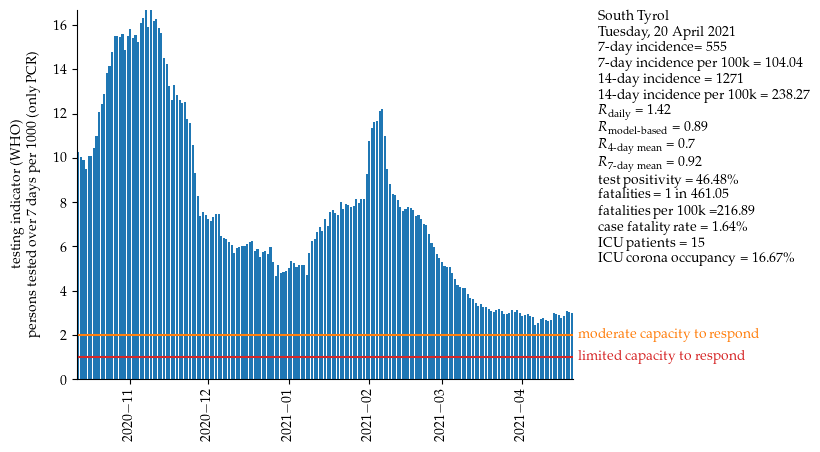 testing indicator (WHO)
persons tested over 7 days per 1000 (only PCR)
16
14
12
10
8
6
4
2
0
2020−11
2020−12
2021−01
2021−02
2021−03
2021−04
moderate capacity to respond
limited capacity to respond
South Tyrol
Tuesday, 20 April 2021
7-day incidence= 555
7-day incidence per 100k = 104.04
14-day incidence = 1271
14-day incidence per 100k = 238.27
R daily = 1.42
R model-based = 0.89
R 4-day mean = 0.7
R 7-day mean = 0.92
test positivity = 46.48%
fatalities = 1 in 461.05
fatalities per 100k =216.89
case fatality rate = 1.64%
ICU patients = 15
ICU corona occupancy = 16.67%